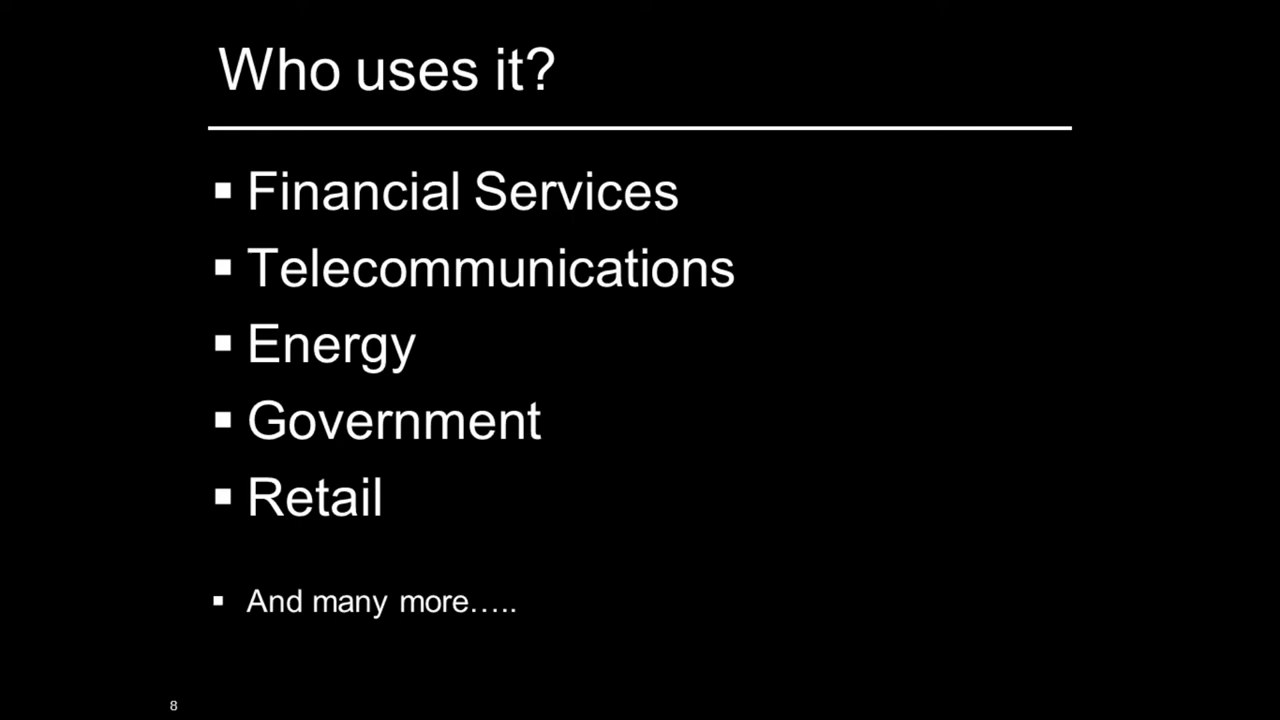 Who uses it?
▪ Financial Services
▪ Telecommunications
▪ Energy
▪ Government
▪ Retail
▪ And many more…..
8